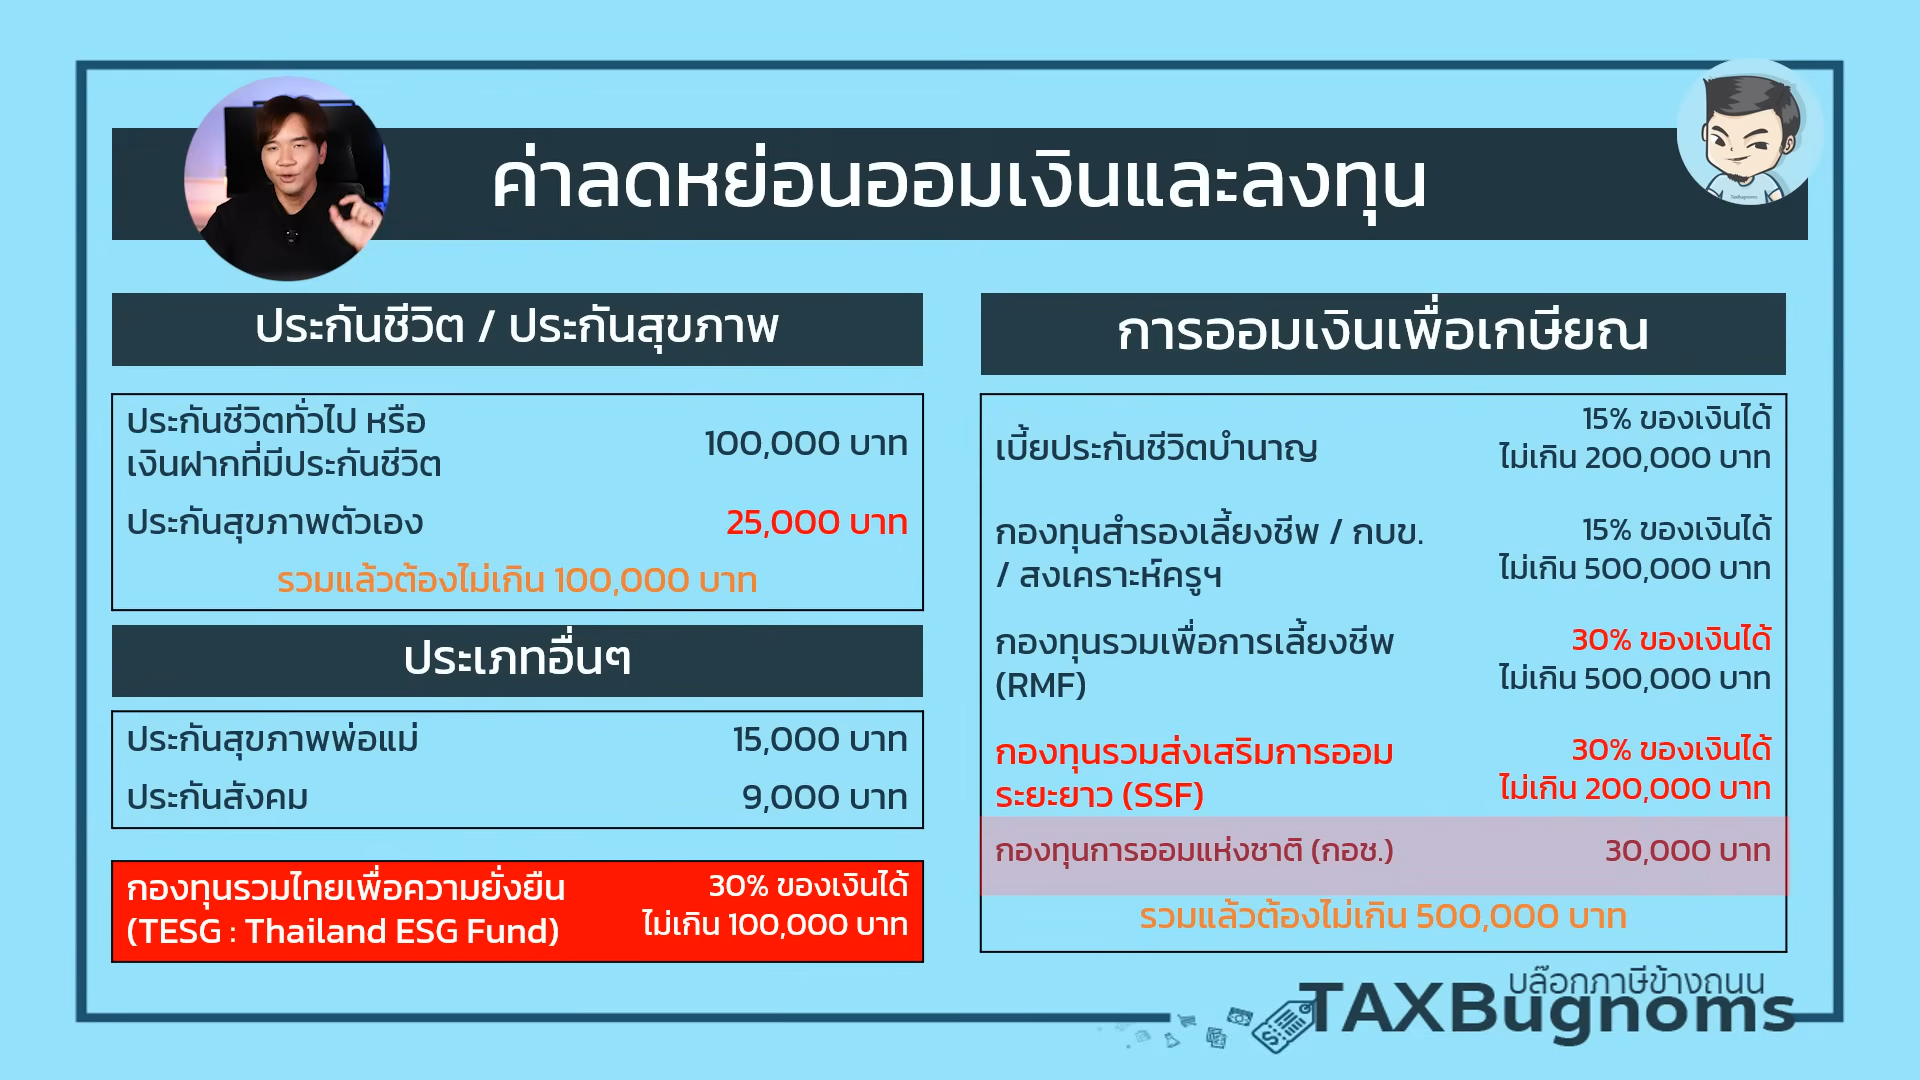 ค่าลดหย่อนออมเงินและลงทุน
ประกันชีวิต / ประกันสุขภาพ
ประกันชีวิตทั่วไป หรือ
เงินฝากที่มีประกันชีวิต
100,000 บาท
ประกันสุขภาพตัวเอง
25,000 บาท
รวมแล้วต้องไม่เกิน 100,000 บาท
ประเภทอื่นๆ
ประกันสุขภาพพ่อแม่
15,000 บาท
ประกันสังคม
9,000 บาท
กองทุนรวมไทยเพื่อความยั่งยืน
(TESG : Thailand ESG Fund)
30% ของเงินได้
ไม่เกิน 100,000 บาท
การออมเงินเพื่อเกษียณ
เบี้ยประกันชีวิตบำนาญ
15% ของเงินได้
ไม่เกิน 200,000 บาท
กองทุนสำรองเลี้ยงชีพ / กบข.
/ สงเคราะห์ครูฯ
15% ของเงินได้
ไม่เกิน 500,000 บาท
กองทุนรวมเพื่อการเลี้ยงชีพ
(RMF)
30% ของเงินได้
ไม่เกิน 500,000 บาท
กองทุนรวมส่งเสริมการออม
ระยะยาว (SSF)
30% ของเงินได้
ไม่เกิน 200,000 บาท
กองทุนการออมแห่งชาติ (กอช.)
30,000 บาท
รวมแล้วต้องไม่เกิน 500,000 บาท
บล๊อกภาษีข้างถนน
TAXBugnoms